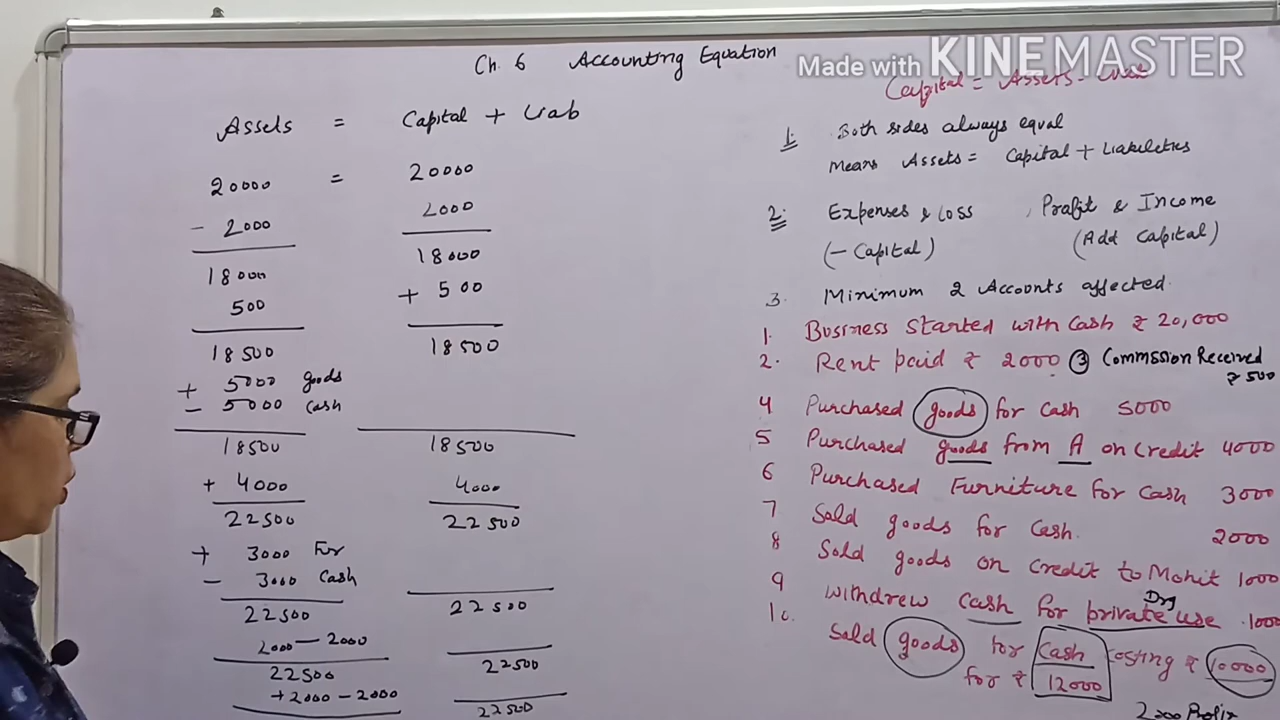 Ch. 6 Accounting Equation
Made with KINEMASTER
Assets = Capital + Liab
20000 = 20000
- 2000 2000
18000 18000
500 + 500
18500 18500
+ 5000 goods
- 5000 cash
18500 18500
+ 4000 4000
22500 22500
+ 3000 Fur
- 3000 Cash
22500 22500
2000 - 2000
22500 22500
+2000 - 2000
22500
Capital = Assets -
1. Both sides always equal
Means Assets = Capital + Liabilities
2. Expenses & Loss , Profit & Income
(- Capital) (Add Capital)
3. Minimum 2 Accounts affected.
1. Business Started with Cash ₹ 20,000
2. Rent paid ₹ 2000 ③ Commssion Received
₹ 500
4 Purchased goods for cash 5000
5 Purchased goods from A on credit 4000
6 Purchased Furniture for cash 3000
7 Sold goods for cash. 2000
8 Sold goods on credit to Mohit 1000
9 withdrew cash for private use 1000
Drg
10. Sold goods for cash costing ₹ 10000
for ₹ 12000
2000 Profit